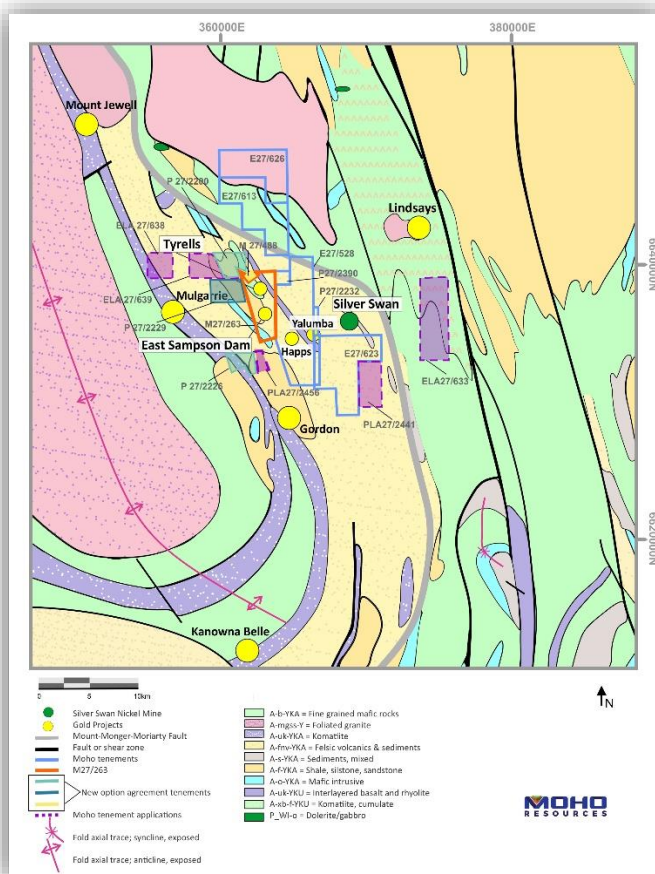 360000E
380000E
Mount Jewell
E27/626
P 27/2200
E27/613
Lindsays
ELA 27/638
M 27/488
Tyrells
E27/528
6640000N
P27/2390
ELA 27/639
Mulgarrie
P27/2232
Silver Swan
P 27/2229
M27/263
Yalumba
East Sampson Dam
Happs
E27/623
ELA27/633
P 27/2226
PLA27/2456
PLA27/2441
Gordon
6620000N
Kanowna Belle
0 5 10km
N
Silver Swan Nickel Mine
Gold Projects
Mount-Monger-Moriarty Fault
Fault or shear zone
Moho tenements
M27/263
New option agreement tenements
Moho tenement applications
Fold axial trace; syncline, exposed
Fold axial trace; anticline, exposed
A-b-YKA = Fine grained mafic rocks
A-mgss-Y = Foliated granite
A-uk-YKA = Komatiite
A-fnv-YKA = Felsic volcanics & sediments
A-s-YKA = Sediments, mixed
A-f-YKA = Shale, siltstone, sandstone
A-o-YKA = Mafic intrusive
A-uk-YKU = Interlayered basalt and rhyolite
A-xb-f-YKU = Komatiite, cumulate
P_WI-o = Dolerite/gabbro
MOHO
RESOURCES